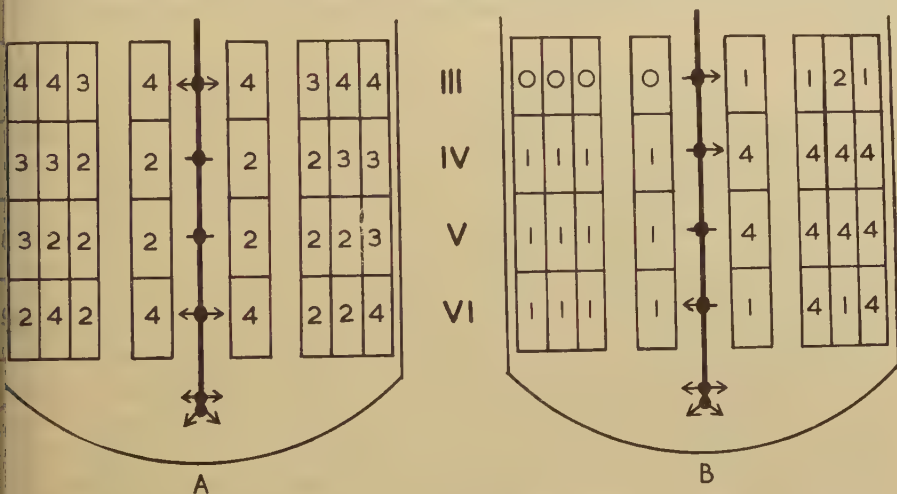 4 4 3 4 4 3 4 4 III 0 0 0 0 1 1 2 1
3 3 2 2 2 2 3 3 IV 1 1 1 1 4 4 4 4
3 2 2 2 2 2 2 3 V 1 1 1 1 4 4 4 4
2 4 2 4 4 2 2 4 VI 1 1 1 1 1 4 1 4
A B